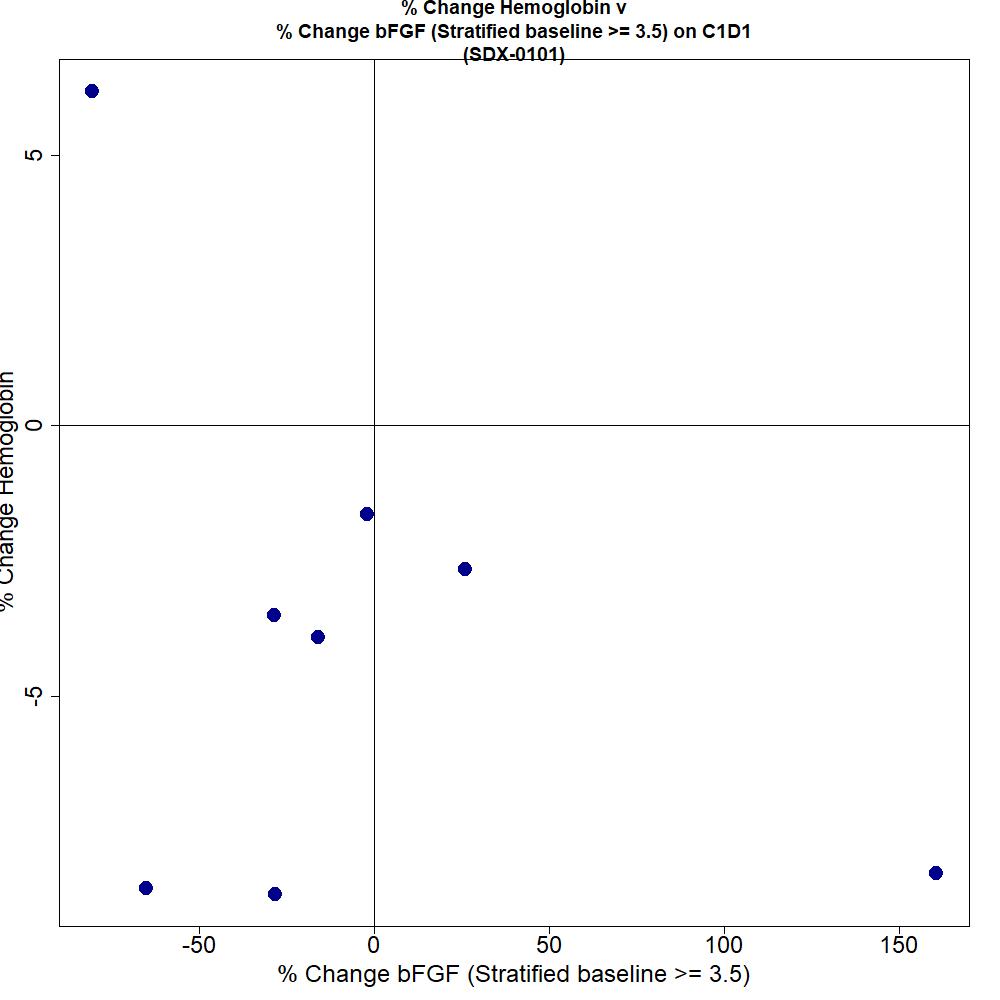 % Change Hemoglobin v
% Change bFGF (Stratified baseline >= 3.5) on C1D1
(SDX-0101)
% Change Hemoglobin
5
0
-5
-50
0
50
100
150
% Change bFGF (Stratified baseline >= 3.5)